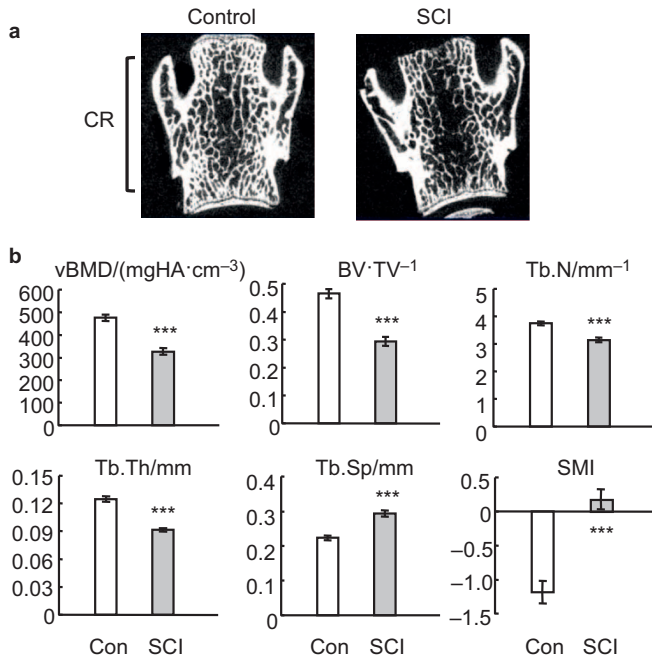 a
Control
SCI
CR
b
vBMD/(mgHA·cm–3)
600
500
400
300
200
100
0
***
BV·TV–1
0.5
0.4
0.3
0.4
0.1
0
***
Tb.N/mm–1
5
4
3
2
1
0
***
Tb.Th/mm
0.15
0.12
0.09
0.06
0.03
0
***
Con SCI
Tb.Sp/mm
0.4
0.3
0.2
0.1
0
***
Con SCI
SMI
0.5
0
–0.5
–1.0
–1.5
***
Con SCI